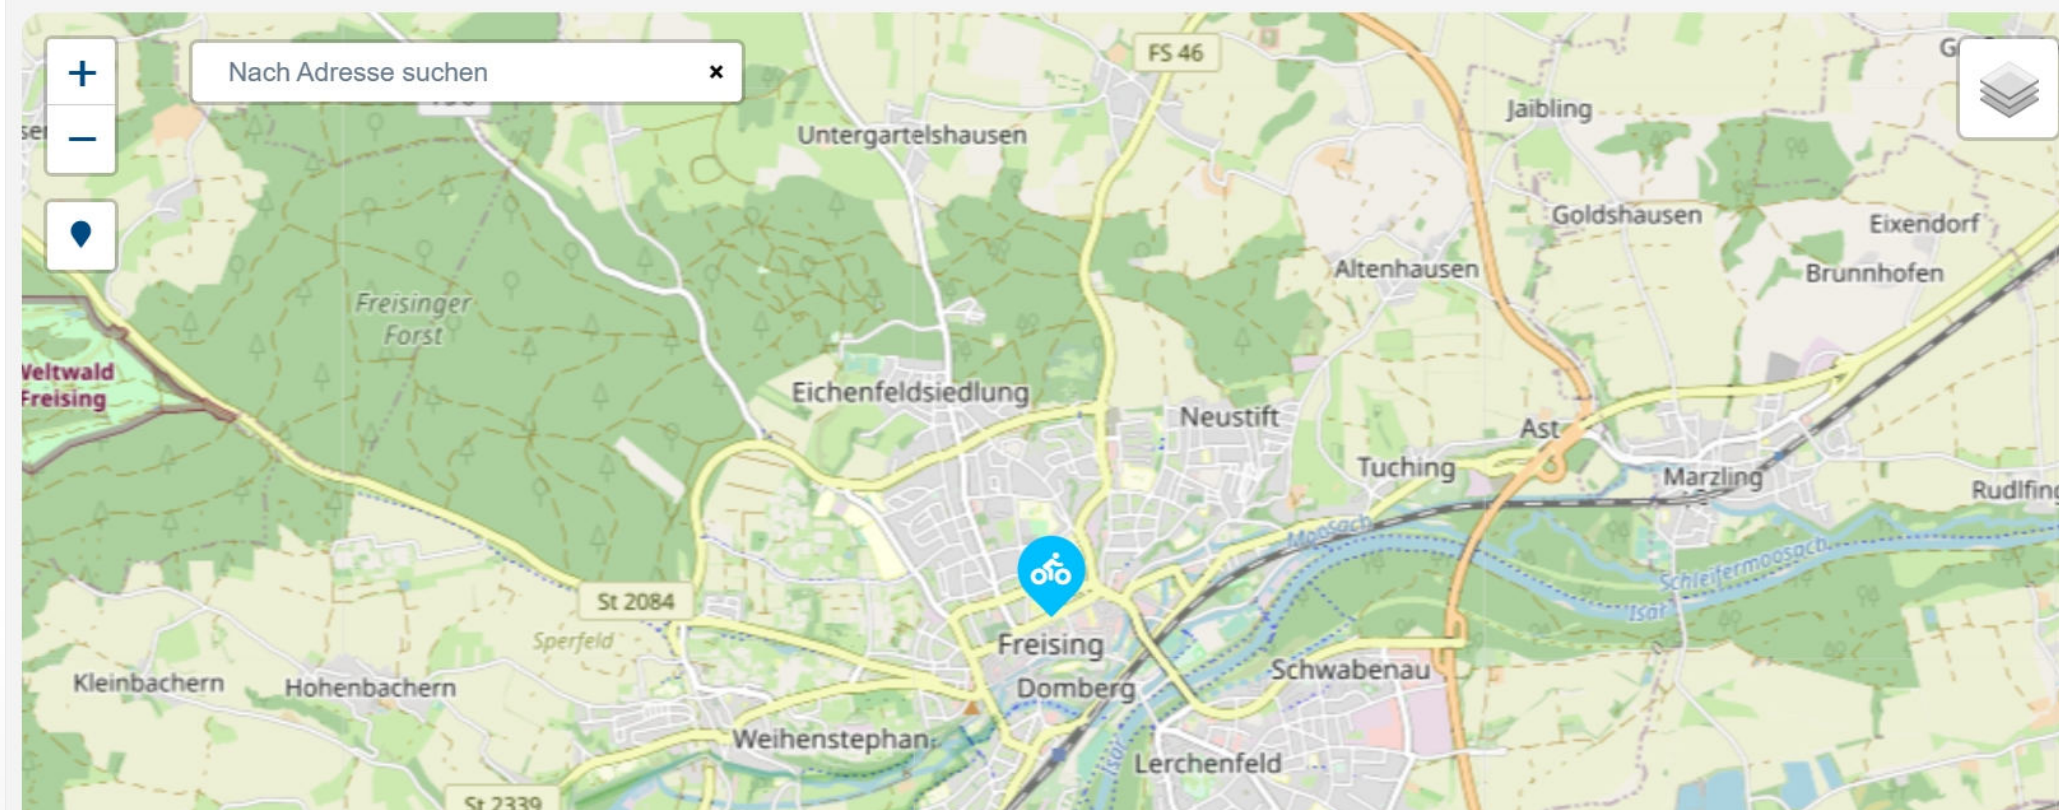 FS 46
Nach Adresse suchen ×
Jaibling
Untergartelshausen
Goldshausen
Eixendorf
Altenhausen
Brunnhofen
Freisinger
Forst
Weltwald
Freising
Eichenfeldsiedlung
Neustift
Ast
Tuching
Marzling
Moosach
Schleifermoosach
St 2084
Isar
Sperfeld
Freising
Schwabenau
Kleinbachern
Hohenbachern
Domberg
Weihenstephan
Isar
Lerchenfeld
St 2339